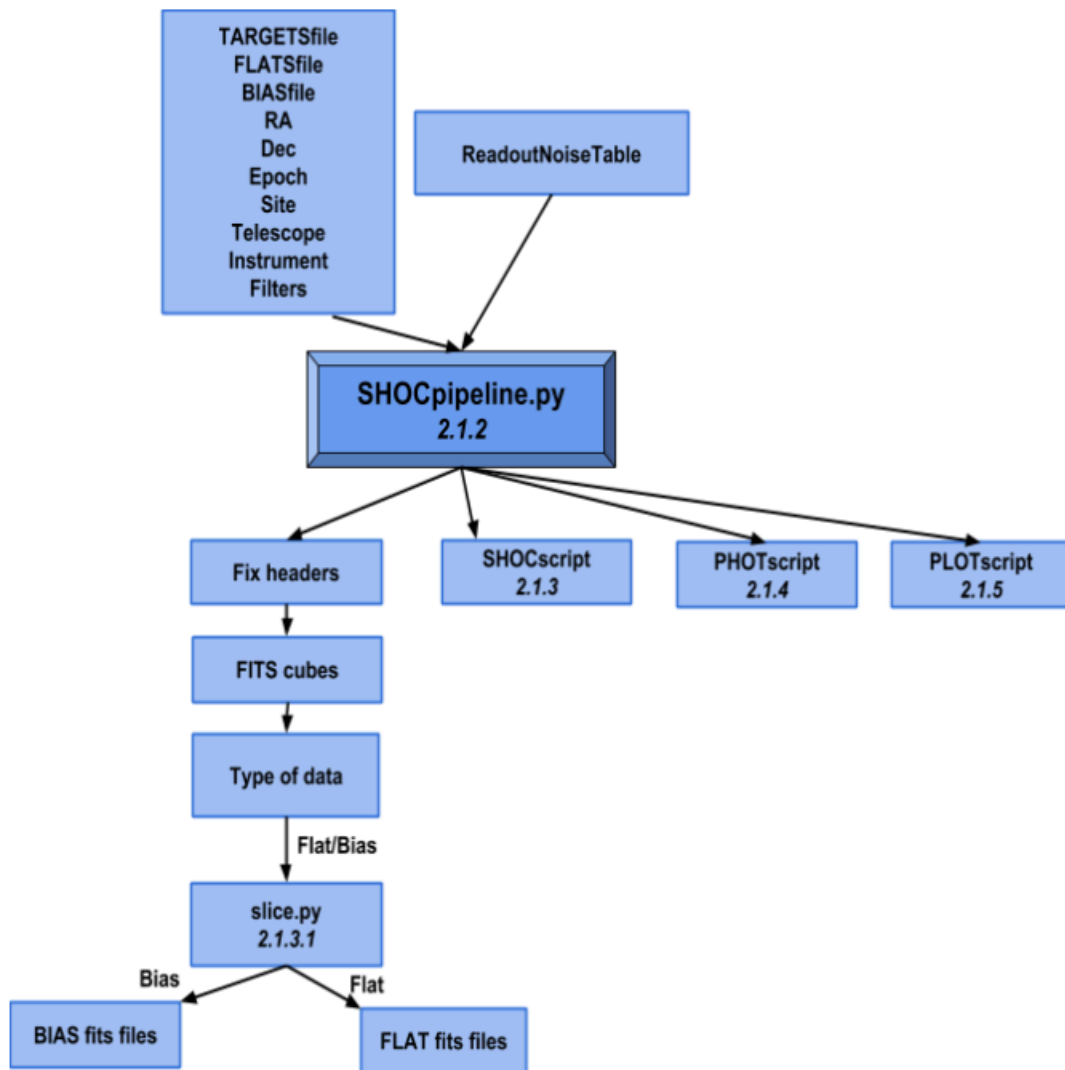 TARGETSfile
FLATSfile
BIASfile
RA
Dec
Epoch
Site
Telescope
Instrument
Filters
ReadoutNoiseTable
SHOCpipeline.py
2.1.2
Fix headers
SHOCscript
2.1.3
PHOTscript
2.1.4
PLOTscript
2.1.5
FITS cubes
Type of data
Flat/Bias
slice.py
2.1.3.1
Bias
Flat
BIAS fits files
FLAT fits files